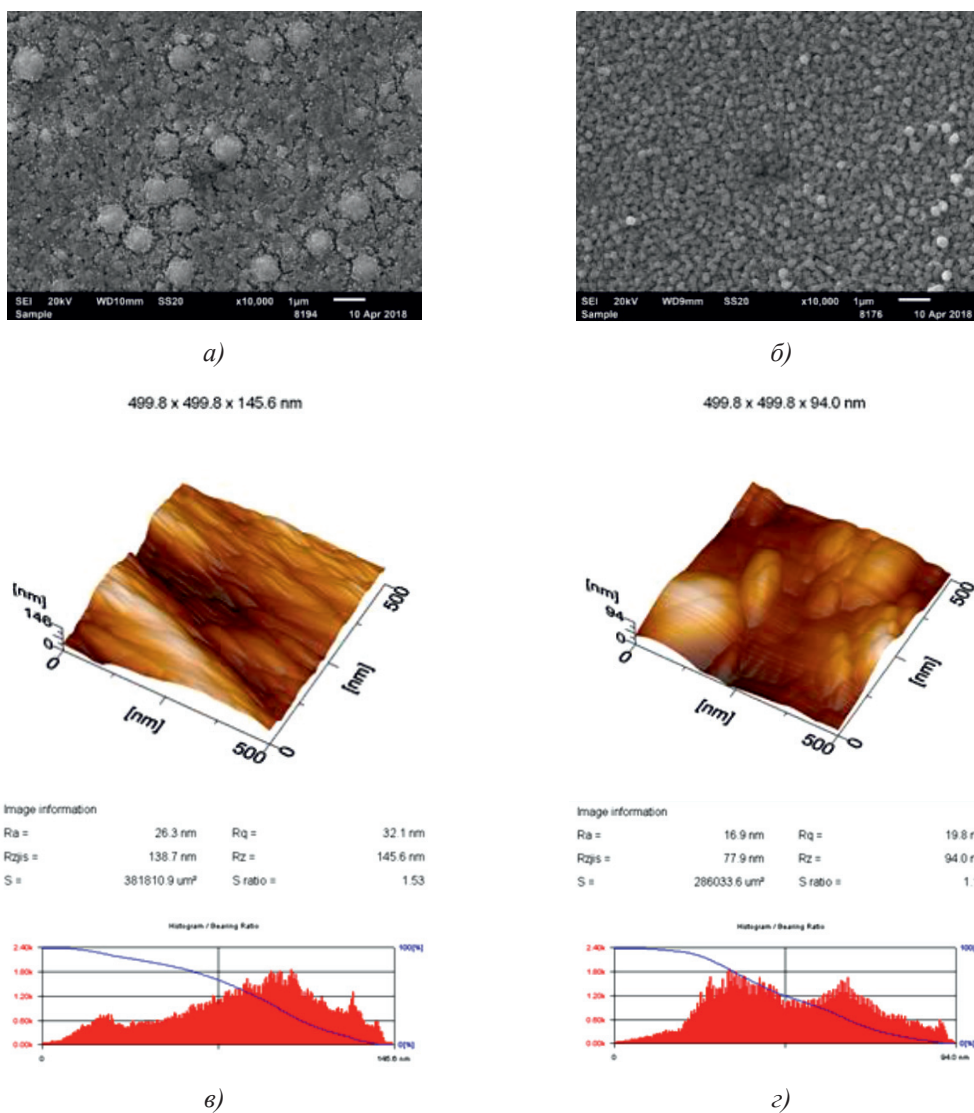 SEI 20kV WD10mm SS20 x10,000 1μm
Sample 8194 10 Apr 2018
SEI 20kV WD9mm SS20 x10,000 1μm
Sample 8176 10 Apr 2018
а)
б)
499.8 x 499.8 x 145.6 nm
499.8 x 499.8 x 94.0 nm
[nm]
146
0
0
[nm]
500
0
[nm]
500
[nm]
94
0
0
[nm]
500
0
[nm]
500
Image information
Ra = 26.3 nm Rq = 32.1 nm
Rzjis = 138.7 nm Rz = 145.6 nm
S = 381810.9 um² S ratio = 1.53
Image information
Ra = 16.9 nm Rq = 19.8
Rzjis = 77.9 nm Rz = 94.0
S = 286033.6 um² S ratio =
Histogram / Bearing Ratio
2.40k 100[%]
1.80k
1.20k
0.60k
0.00k 0[%]
0 145.6 nm
Histogram / Bearing Ratio
2.40k 100[%]
1.80k
1.20k
0.60k
0.00k 0[%]
0 94.0 nm
в)
г)